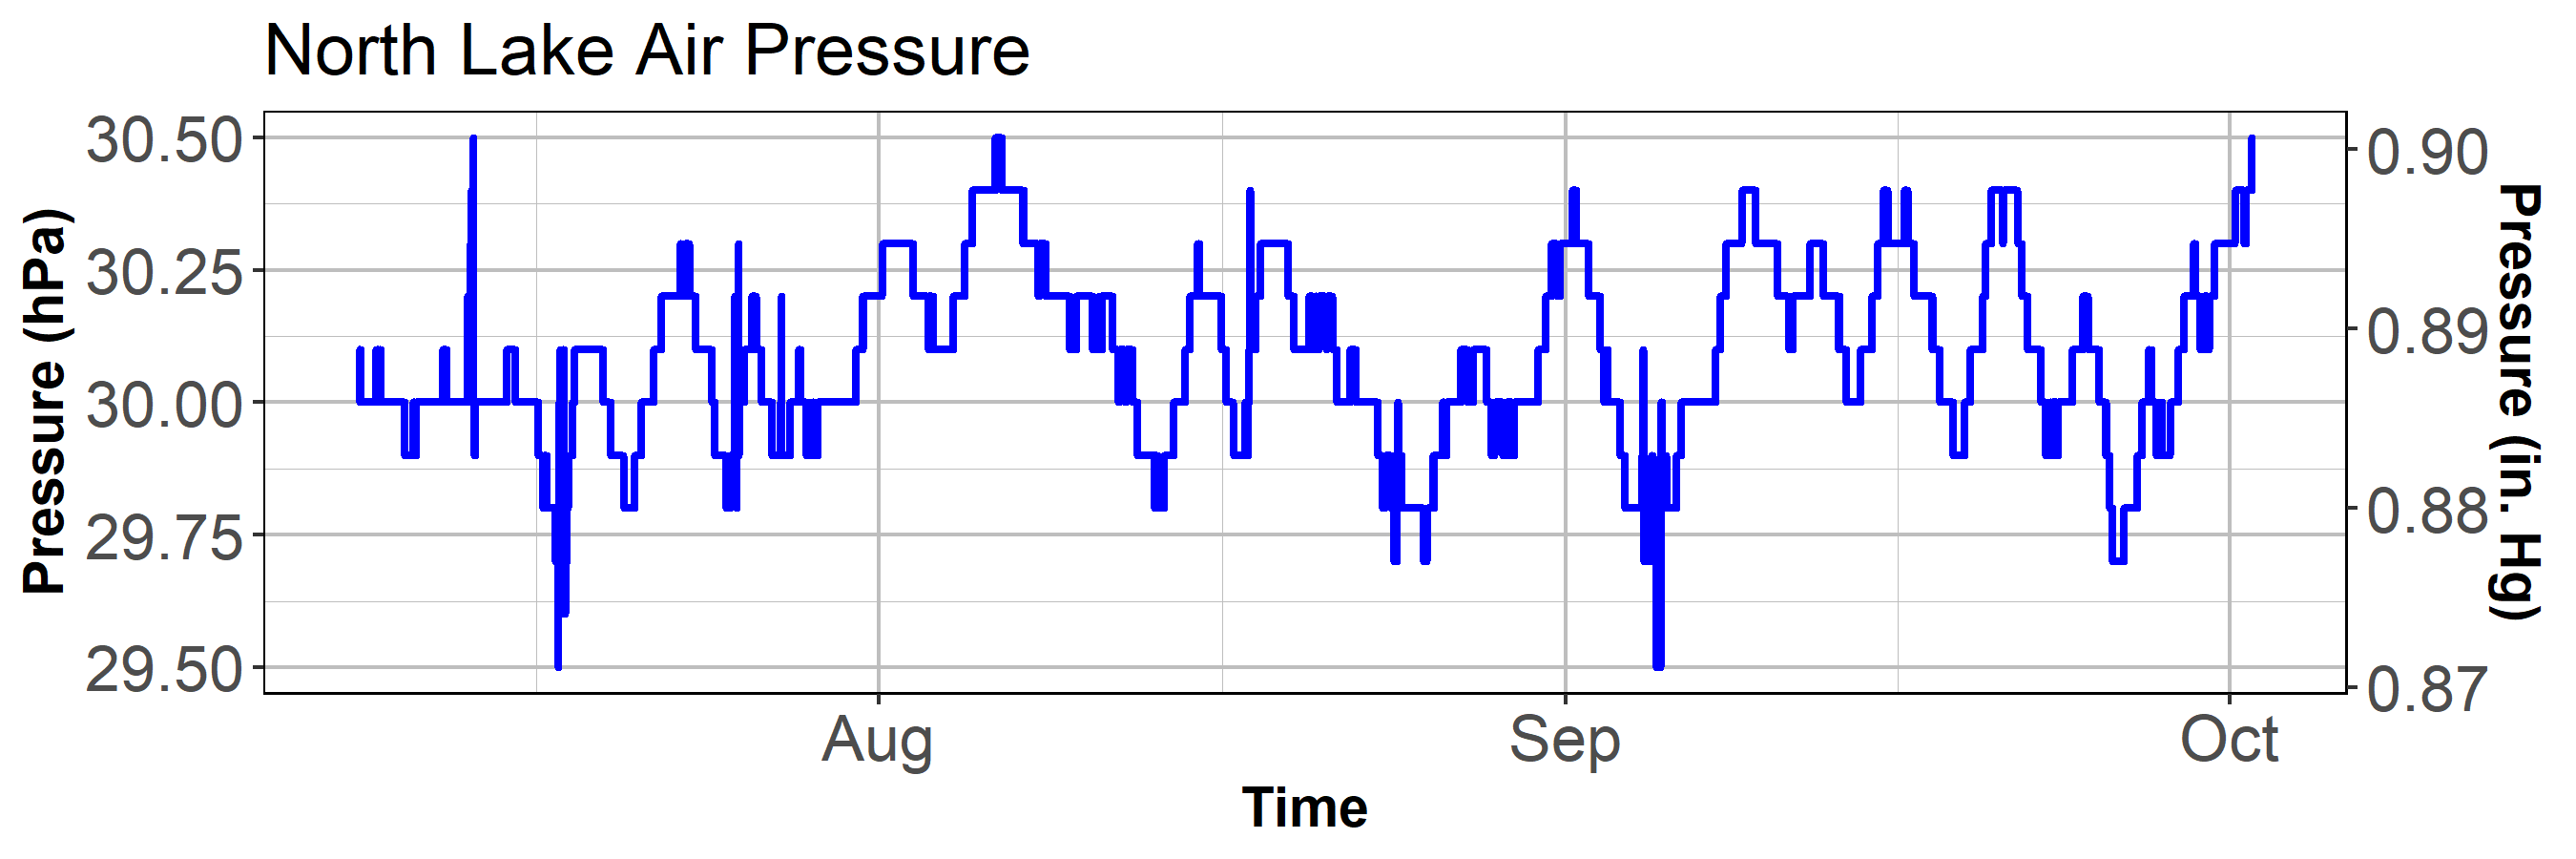 North Lake Air Pressure
Pressure (hPa)
30.50
30.25
30.00
29.75
29.50
0.90
0.89
0.88
0.87
Pressure (in. Hg)
Aug
Sep
Oct
Time